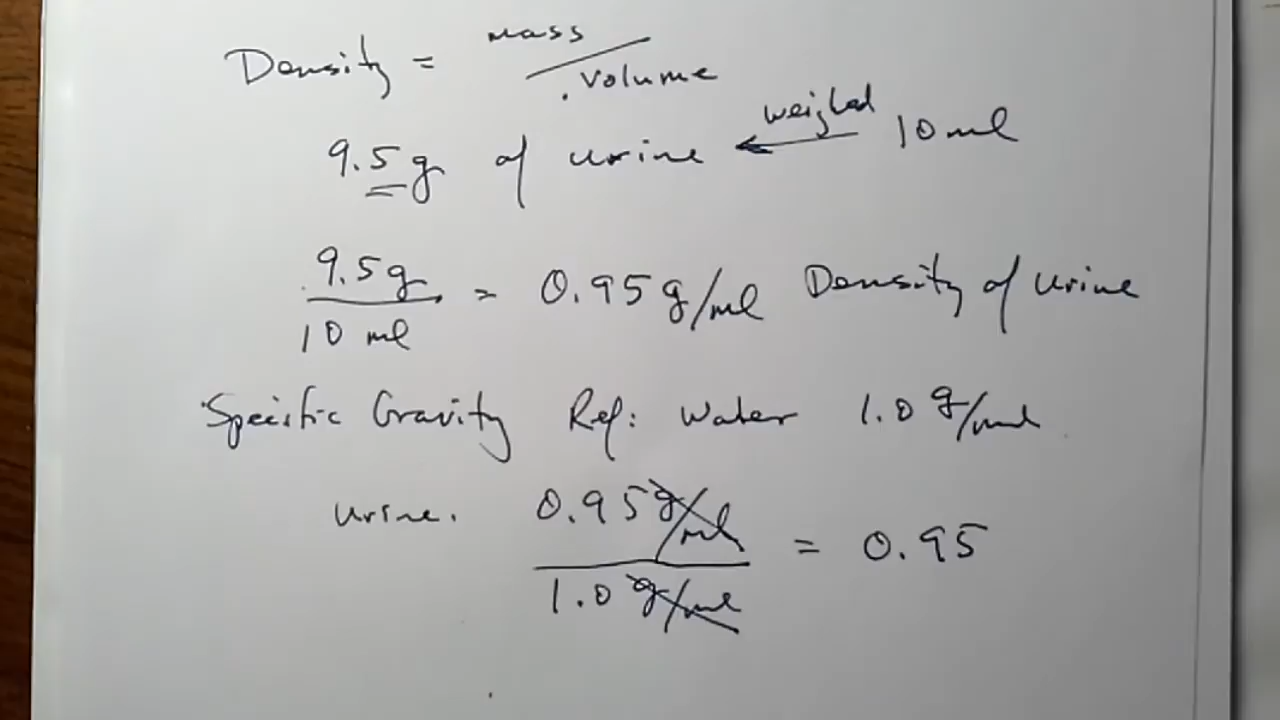 Density = mass / volume
9.5g of urine ← weighed 10 ml
9.5g / 10 ml = 0.95 g/ml Density of urine
Specific Gravity Ref: Water 1.0 g/ml
Urine. 0.95 g/ml / 1.0 g/ml = 0.95